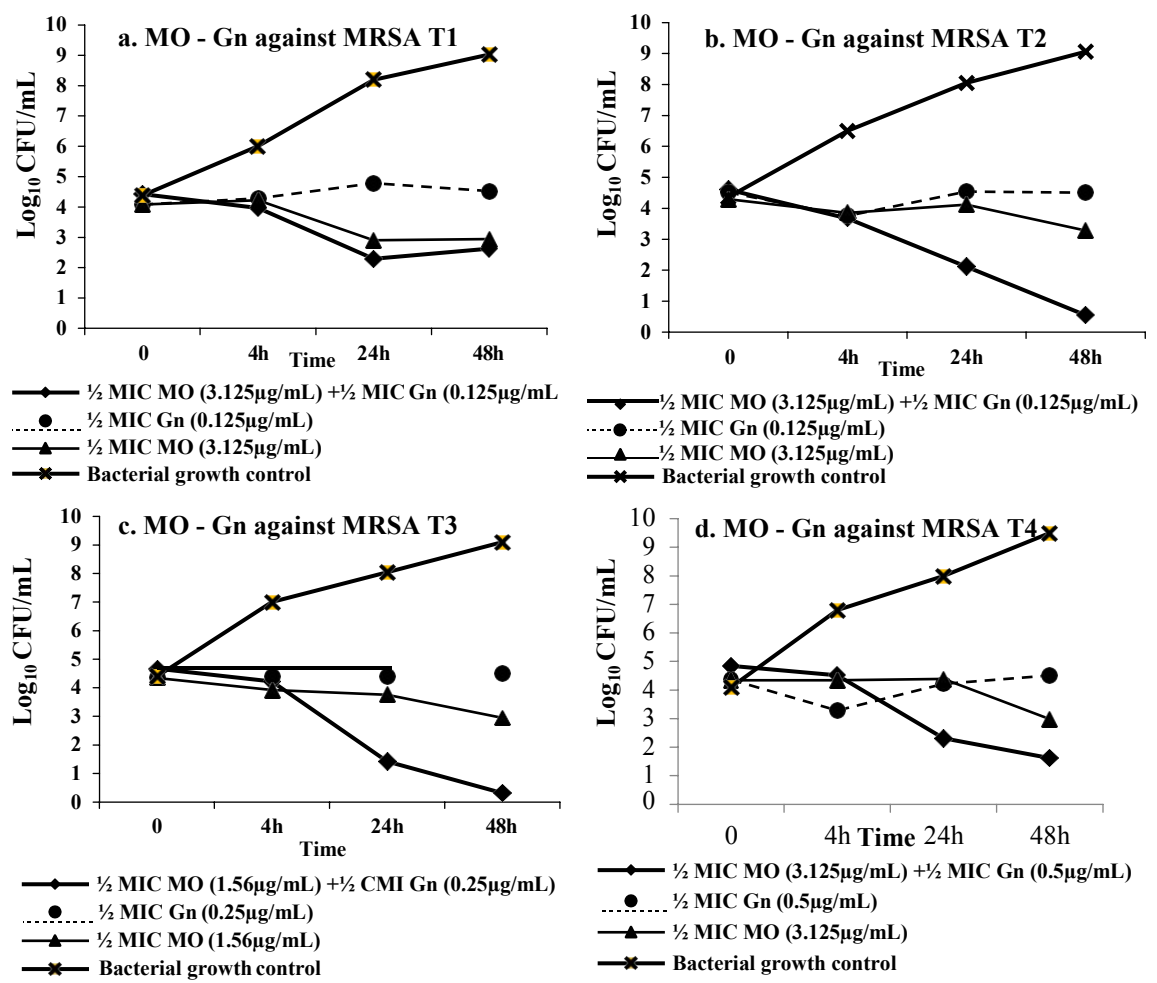 a. MO - Gn against MRSA T1
Log10 CFU/mL
10
9
8
7
6
5
4
3
2
1
0
0 4h 24h 48h
Time
½ MIC MO (3.125µg/mL) +½ MIC Gn (0.125µg/mL
½ MIC Gn (0.125µg/mL)
½ MIC MO (3.125µg/mL)
Bacterial growth control
b. MO - Gn against MRSA T2
Log10 CFU/mL
10
9
8
7
6
5
4
3
2
1
0
0 4h 24h 48h
Time
½ MIC MO (3.125µg/mL) +½ MIC Gn (0.125µg/mL)
½ MIC Gn (0.125µg/mL)
½ MIC MO (3.125µg/mL)
Bacterial growth control
c. MO - Gn against MRSA T3
Log10 CFU/mL
10
9
8
7
6
5
4
3
2
1
0
0 4h 24h 48h
Time
½ MIC MO (1.56µg/mL) +½ CMI Gn (0.25µg/mL)
½ MIC Gn (0.25µg/mL)
½ MIC MO (1.56µg/mL)
Bacterial growth control
d. MO - Gn against MRSA T4
Log10 CFU/mL
10
9
8
7
6
5
4
3
2
1
0
0 4h Time 24h 48h
½ MIC MO (3.125µg/mL) +½ MIC Gn (0.5µg/mL)
½ MIC Gn (0.5µg/mL)
½ MIC MO (3.125µg/mL)
Bacterial growth control